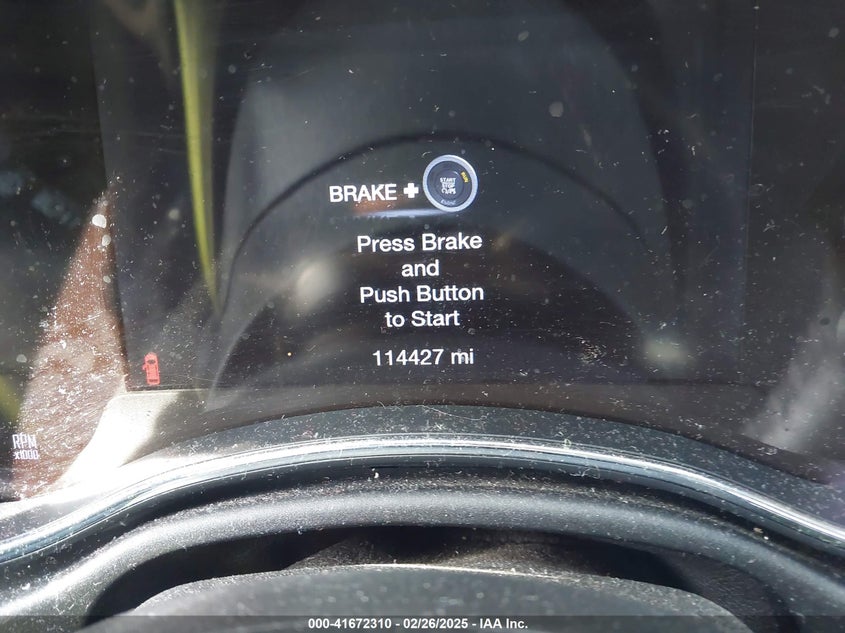 BRAKE +
START
STOP
RUN
Press Brake
and
Push Button
to Start
114427 mi
RPM
x1000
000-41672310 / 02/26/2025 - IAA Inc.